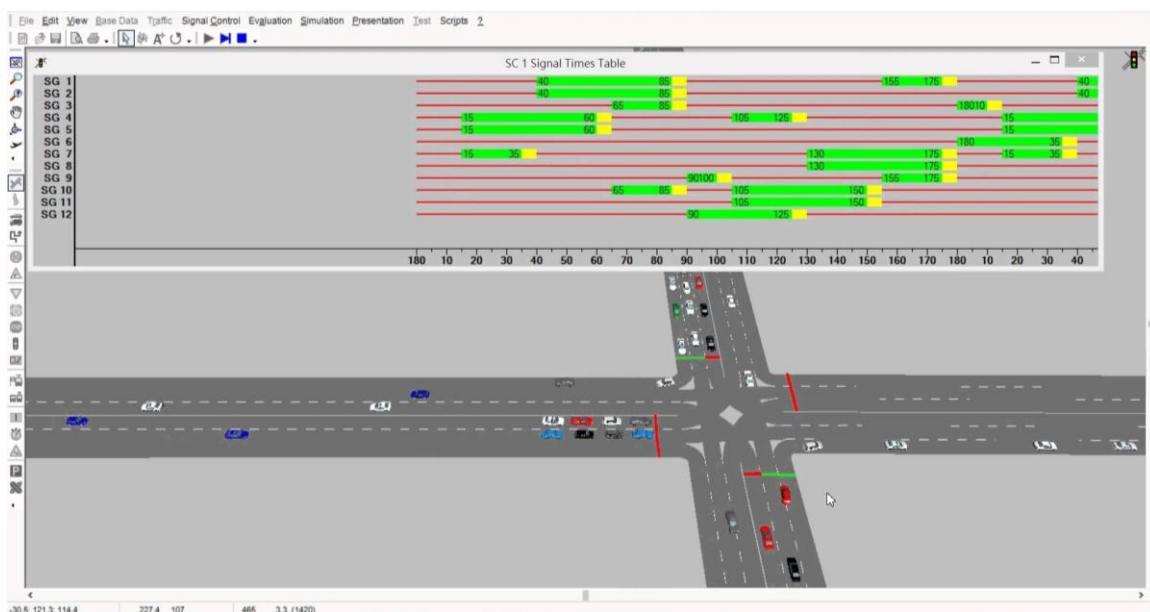 File Edit View Base Data Traffic Signal Control Evaluation Simulation Presentation Test Scripts ?
SC 1 Signal Times Table
SG 1 40 85 155 175 40
SG 2 40 85 40
SG 3 65 85 18010
SG 4 15 60 105 125 15
SG 5 15 60 15
SG 6 180 35
SG 7 15 35 130 175 15 35
SG 8 130 175
SG 9 90100 155 175
SG 10 65 85 105 150
SG 11 105 150
SG 12 90 125
180 10 20 30 40 50 60 70 80 90 100 110 120 130 140 150 160 170 180 10 20 30 40
-30.5; 121.3; 114.4 227.4 107 465 3.3 (1420)